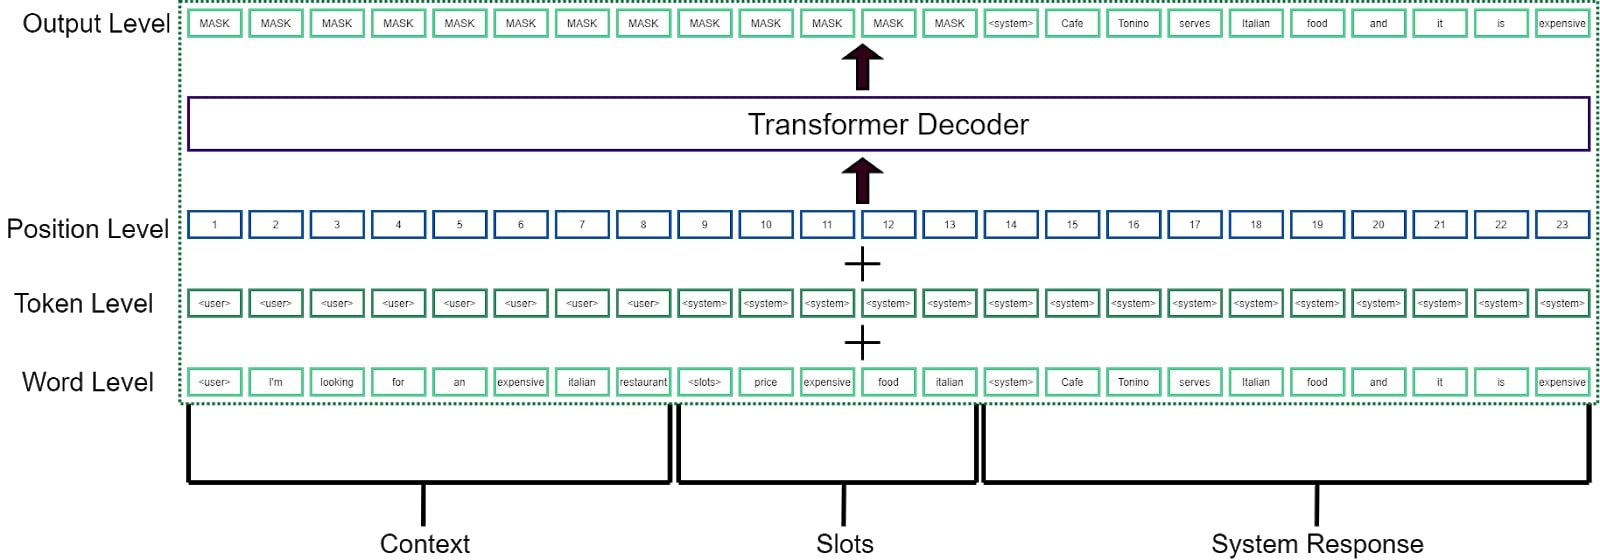 Output Level MASK MASK MASK MASK MASK MASK MASK MASK MASK MASK MASK MASK MASK <system> Cafe Tonino serves Italian food and it is expensive
Transformer Decoder
Position Level 1 2 3 4 5 6 7 8 9 10 11 12 13 14 15 16 17 18 19 20 21 22 23
Token Level <user> <user> <user> <user> <user> <user> <user> <user> <system> <system> <system> <system> <system> <system> <system> <system> <system> <system> <system> <system> <system> <system> <system>
Word Level <user> I'm looking for an expensive italian restaurant <slots> price expensive food italian <system> Cafe Tonino serves Italian food and it is expensive
Context Slots System Response